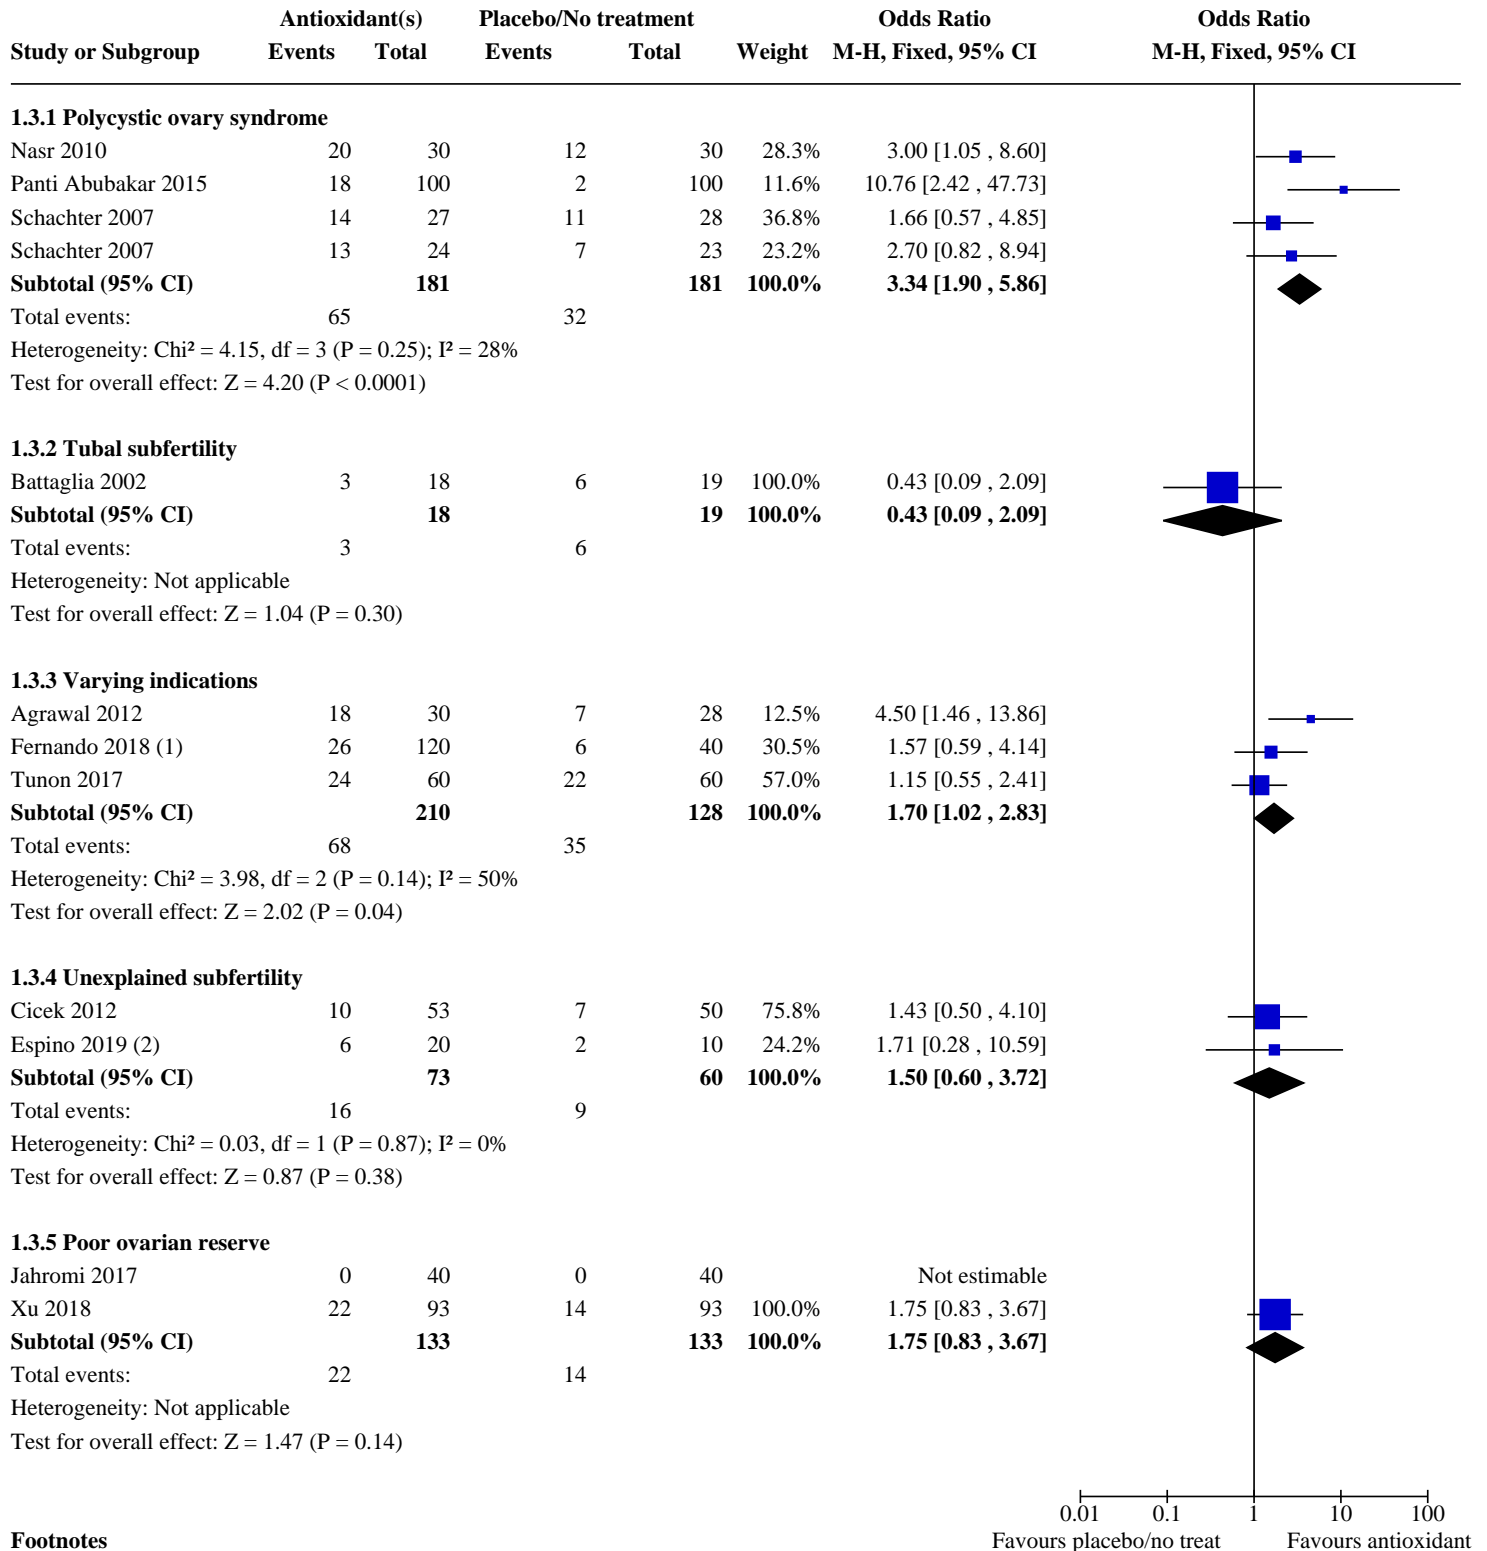 Antioxidant(s) Placebo/No treatment Odds Ratio Odds Ratio
Study or Subgroup Events Total Events Total Weight M-H, Fixed, 95% CI M-H, Fixed, 95% CI
1.3.1 Polycystic ovary syndrome
Nasr 2010 20 30 12 30 28.3% 3.00 [1.05 , 8.60]
Panti Abubakar 2015 18 100 2 100 11.6% 10.76 [2.42 , 47.73]
Schachter 2007 14 27 11 28 36.8% 1.66 [0.57 , 4.85]
Schachter 2007 13 24 7 23 23.2% 2.70 [0.82 , 8.94]
Subtotal (95% CI) 181 181 100.0% 3.34 [1.90 , 5.86]
Total events: 65 32
Heterogeneity: Chi² = 4.15, df = 3 (P = 0.25); I² = 28%
Test for overall effect: Z = 4.20 (P < 0.0001)
1.3.2 Tubal subfertility
Battaglia 2002 3 18 6 19 100.0% 0.43 [0.09 , 2.09]
Subtotal (95% CI) 18 19 100.0% 0.43 [0.09 , 2.09]
Total events: 3 6
Heterogeneity: Not applicable
Test for overall effect: Z = 1.04 (P = 0.30)
1.3.3 Varying indications
Agrawal 2012 18 30 7 28 12.5% 4.50 [1.46 , 13.86]
Fernando 2018 (1) 26 120 6 40 30.5% 1.57 [0.59 , 4.14]
Tunon 2017 24 60 22 60 57.0% 1.15 [0.55 , 2.41]
Subtotal (95% CI) 210 128 100.0% 1.70 [1.02 , 2.83]
Total events: 68 35
Heterogeneity: Chi² = 3.98, df = 2 (P = 0.14); I² = 50%
Test for overall effect: Z = 2.02 (P = 0.04)
1.3.4 Unexplained subfertility
Cicek 2012 10 53 7 50 75.8% 1.43 [0.50 , 4.10]
Espino 2019 (2) 6 20 2 10 24.2% 1.71 [0.28 , 10.59]
Subtotal (95% CI) 73 60 100.0% 1.50 [0.60 , 3.72]
Total events: 16 9
Heterogeneity: Chi² = 0.03, df = 1 (P = 0.87); I² = 0%
Test for overall effect: Z = 0.87 (P = 0.38)
1.3.5 Poor ovarian reserve
Jahromi 2017 0 40 0 40 Not estimable
Xu 2018 22 93 14 93 100.0% 1.75 [0.83 , 3.67]
Subtotal (95% CI) 133 133 100.0% 1.75 [0.83 , 3.67]
Total events: 22 14
Heterogeneity: Not applicable
Test for overall effect: Z = 1.47 (P = 0.14)
0.01 0.1 1 10 100
Footnotes Favours placebo/no treat Favours antioxidant